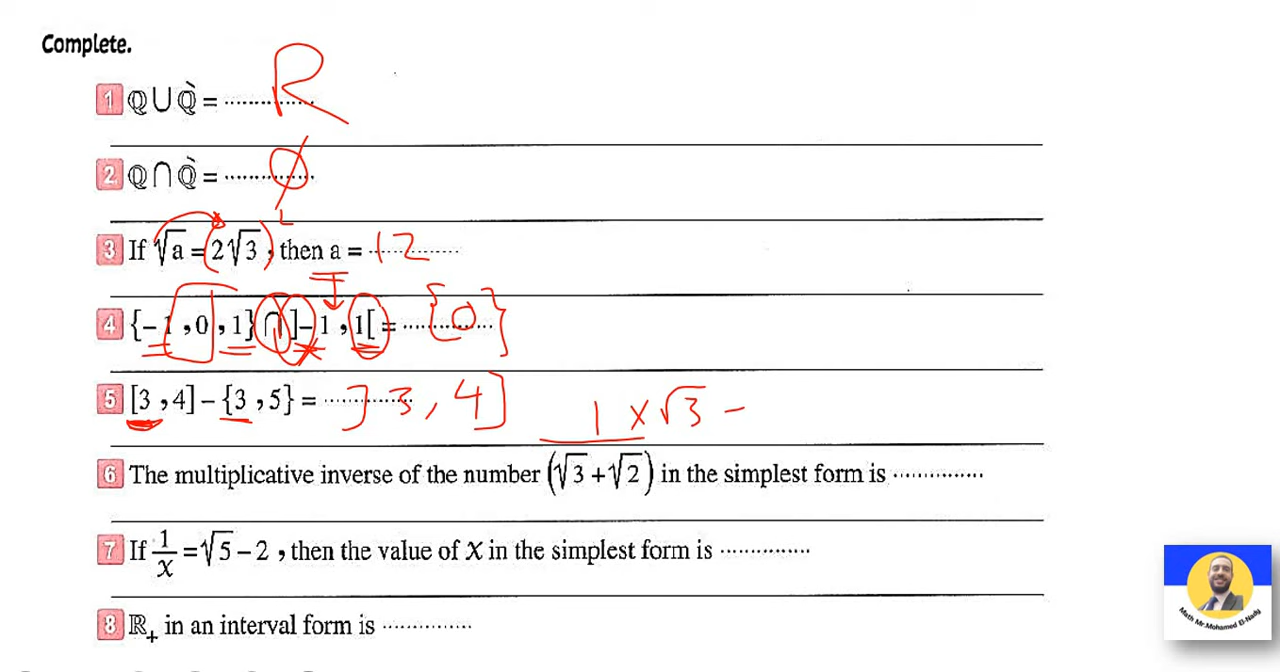 Complete.
1 ℚ ∪ ℚ̀ = ............ R
2 ℚ ∩ ℚ̀ = ............ ∅
2
3 If √a = (2√3), then a = ............ 12
4 {-1 , 0 , 1} ∩ ]-1 , 1[ = ............ {0}
5 [3 , 4] - {3 , 5} = ............ ]3 , 4]
1 × √3 -
6 The multiplicative inverse of the number (√3 + √2) in the simplest form is ...............
7 If 1/x = √5 - 2 , then the value of x in the simplest form is ...............
8 ℝ₊ in an interval form is ...............
Math Mr.Mohamed El-Nady